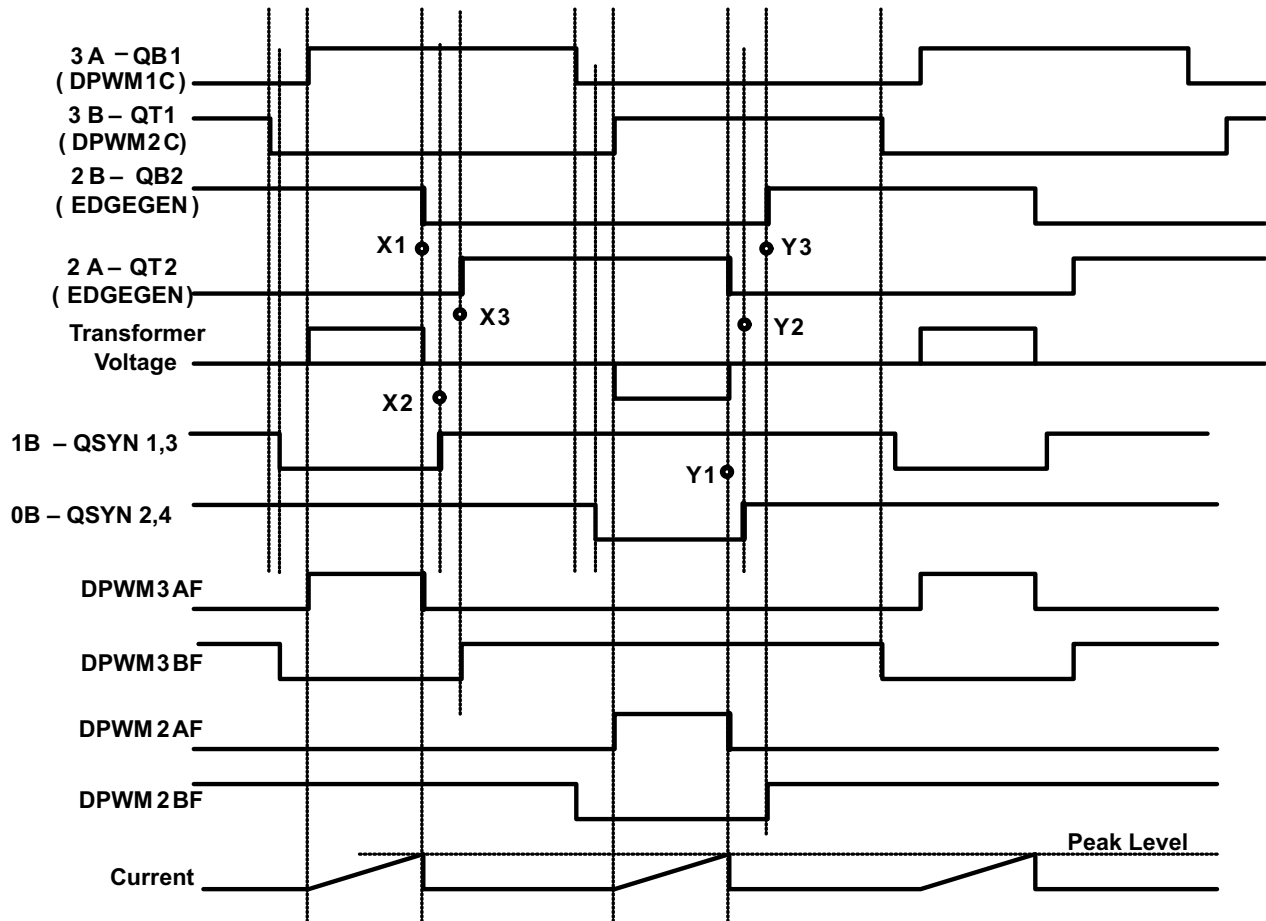 3 A – QB1
( DPWM1C )
3 B – QT1
( DPWM2C)
2 B – QB2
( EDGEGEN)
X1
Y3
2 A – QT2
( EDGEGEN)
X3
Y2
Transformer
Voltage
X2
1B – QSYN 1,3
Y1
0B – QSYN 2,4
DPWM3AF
DPWM3BF
DPWM2AF
DPWM2BF
Peak Level
Current